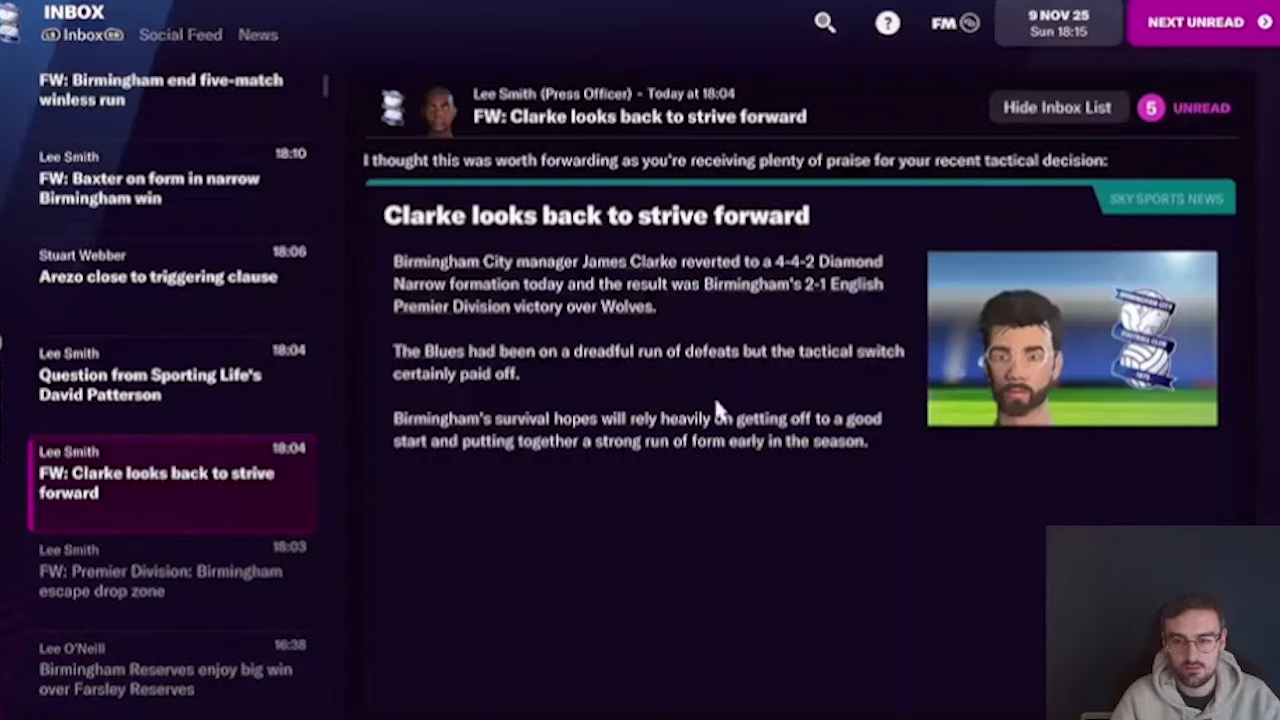 INBOX
Inbox
Social Feed
News
FM
9 NOV 25
Sun 18:15
NEXT UNREAD
FW: Birmingham end five-match
winless run
Lee Smith
18:10
FW: Baxter on form in narrow
Birmingham win
Stuart Webber
18:06
Arezo close to triggering clause
Lee Smith
18:04
Question from Sporting Life's
David Patterson
Lee Smith
18:04
FW: Clarke looks back to strive
forward
Lee Smith
18:03
FW: Premier Division: Birmingham
escape drop zone
Lee O'Neill
16:38
Birmingham Reserves enjoy big win
over Farsley Reserves
Lee Smith (Press Officer) - Today at 18:04
FW: Clarke looks back to strive forward
Hide Inbox List
5 UNREAD
I thought this was worth forwarding as you're receiving plenty of praise for your recent tactical decision:
SKY SPORTS NEWS
Clarke looks back to strive forward
Birmingham City manager James Clarke reverted to a 4-4-2 Diamond
Narrow formation today and the result was Birmingham's 2-1 English
Premier Division victory over Wolves.
The Blues had been on a dreadful run of defeats but the tactical switch
certainly paid off.
Birmingham's survival hopes will rely heavily on getting off to a good
start and putting together a strong run of form early in the season.
BIRMINGHAM CITY
FOOTBALL CLUB
1875